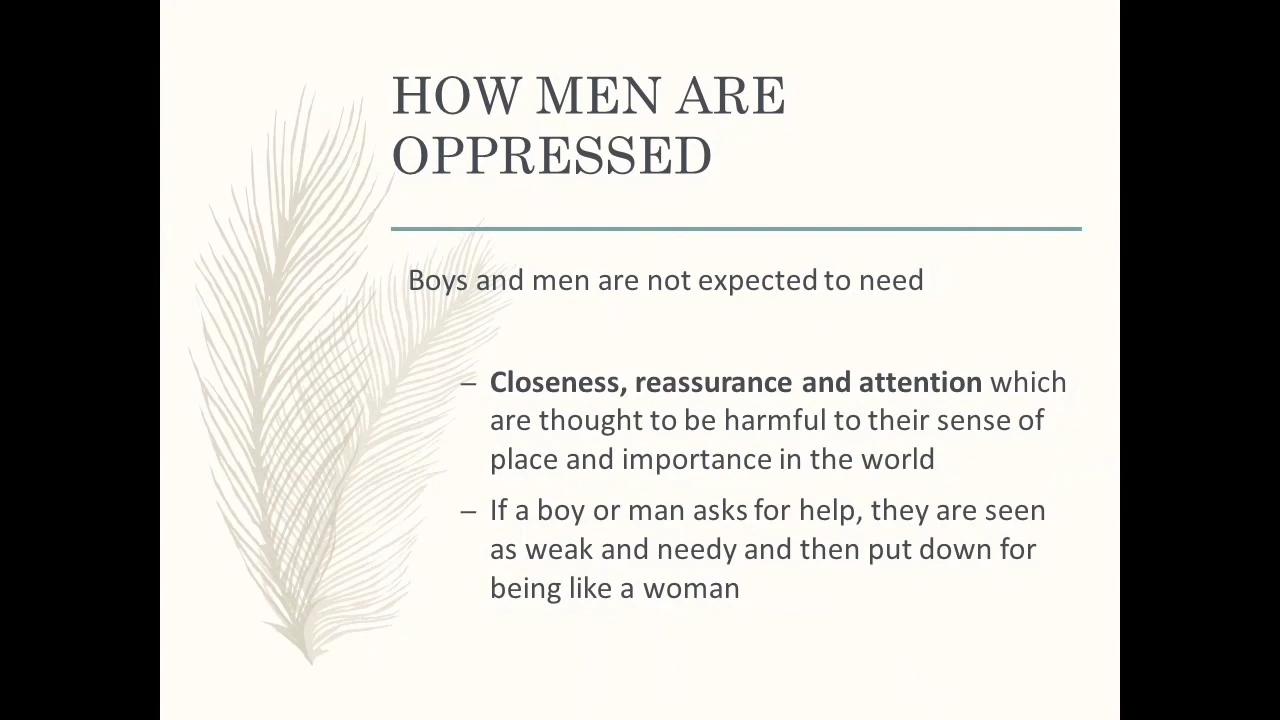 HOW MEN ARE
OPPRESSED
Boys and men are not expected to need
– Closeness, reassurance and attention which
are thought to be harmful to their sense of
place and importance in the world
– If a boy or man asks for help, they are seen
as weak and needy and then put down for
being like a woman